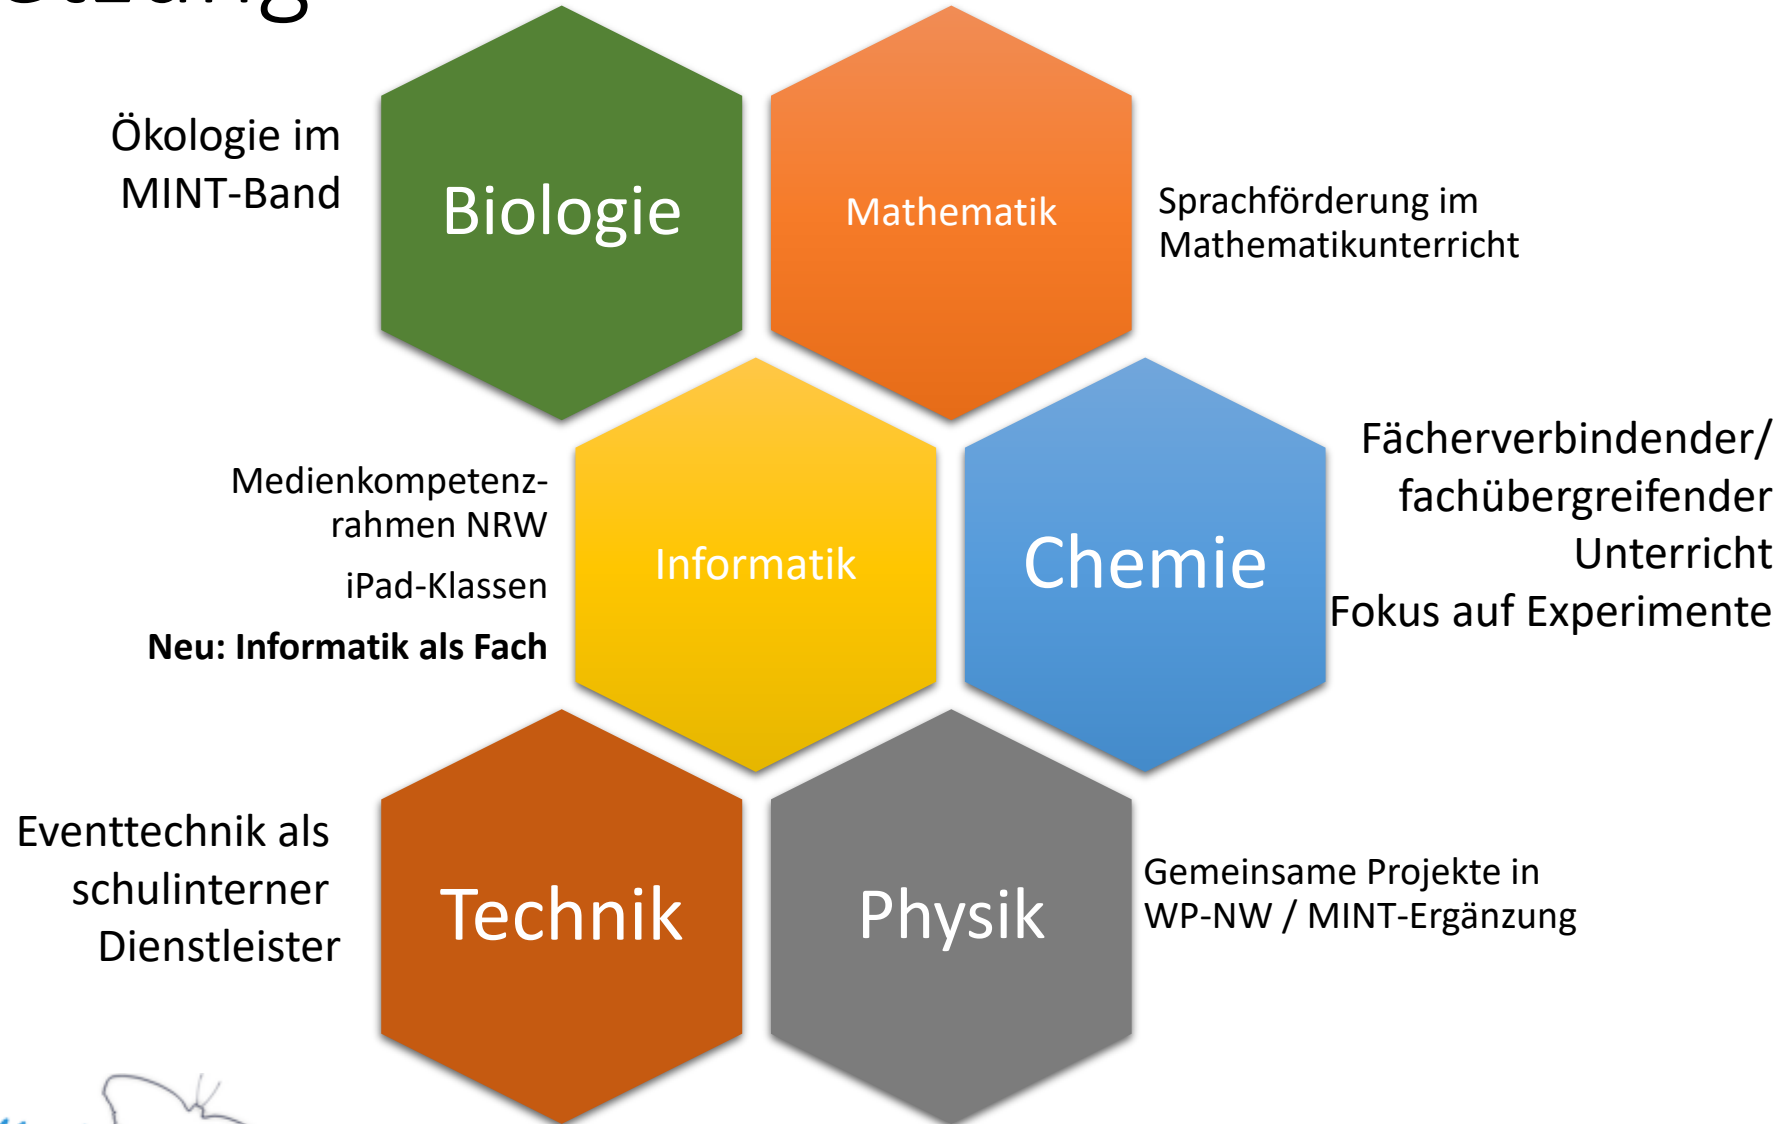 Ökologie im
MINT-Band
Biologie
Mathematik
Sprachförderung im
Mathematikunterricht
Medienkompetenz-
rahmen NRW
iPad-Klassen
Neu: Informatik als Fach
Informatik
Chemie
Fächerverbindender/
fachübergreifender
Unterricht
Fokus auf Experimente
Eventtechnik als
schulinterner
Dienstleister
Technik
Physik
Gemeinsame Projekte in
WP-NW / MINT-Ergänzung